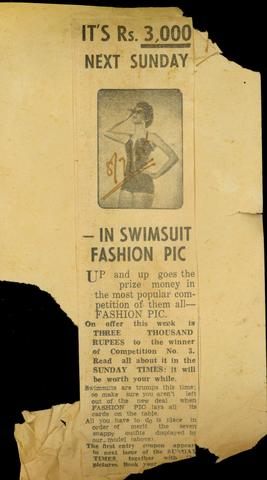 IT'S Rs. 3,000
NEXT SUNDAY
— IN SWIMSUIT
FASHION PIC
UP and up goes the
prize money in
the most popular com-
petition of them all—
FASHION PIC.
On offer this week is
THREE THOUSAND
RUPEES to the winner
of Competition No. 3.
Read all about it in the
SUNDAY TIMES: it will
be worth your while.
Swimsuits are trumps this time;
so make sure you aren't left
out of the new deal when
FASHION PIC lays all its
cards on the table.
All you have to do is place in
order of merit the seven
snappy outfits displayed by
our model (above)
The first entry coupon appears
in next issue of the SUNDAY
TIMES, together with
pictures. Book your